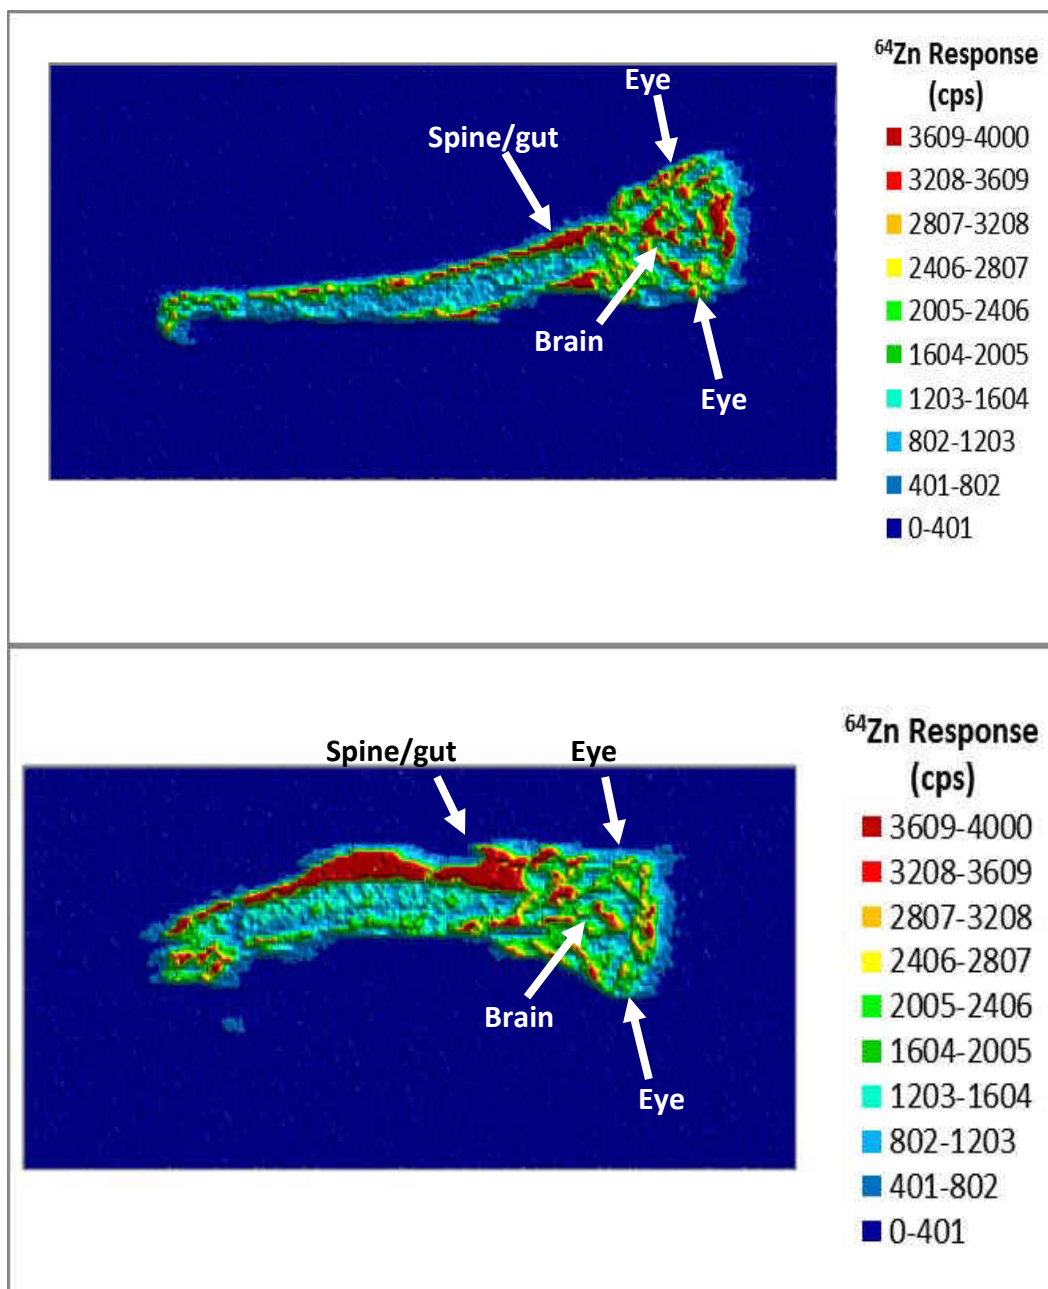 ⁶⁴Zn Response
(cps)
Eye
Spine/gut
Brain
Eye
3609-4000
3208-3609
2807-3208
2406-2807
2005-2406
1604-2005
1203-1604
802-1203
401-802
0-401
⁶⁴Zn Response
(cps)
Spine/gut
Eye
Brain
Eye
3609-4000
3208-3609
2807-3208
2406-2807
2005-2406
1604-2005
1203-1604
802-1203
401-802
0-401